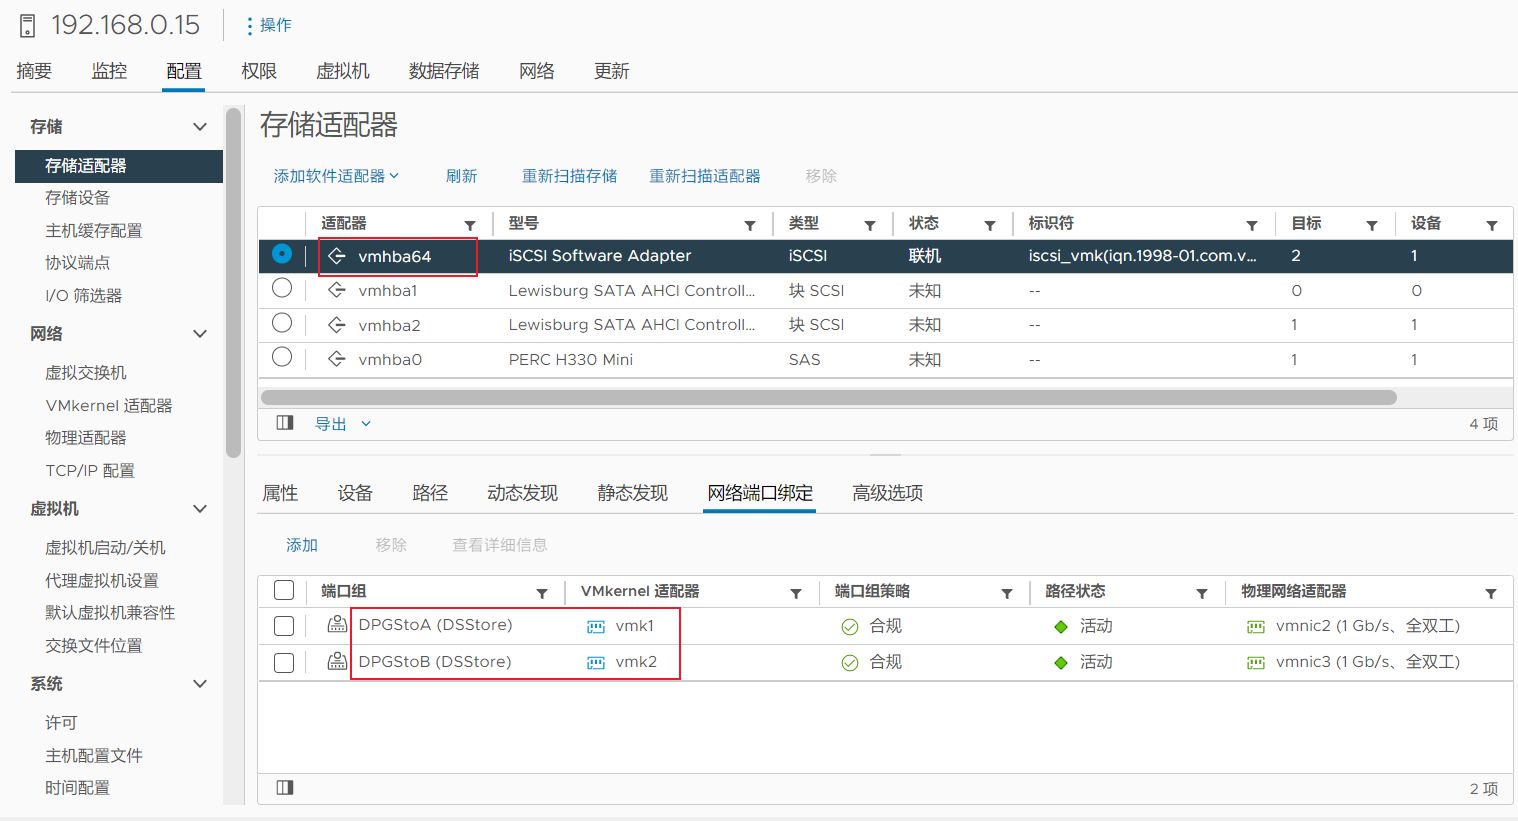 192.168.0.15 操作
摘要 监控 配置 权限 虚拟机 数据存储 网络 更新
存储
存储适配器
存储设备
主机缓存配置
协议端点
I/O 筛选器
网络
虚拟交换机
VMkernel 适配器
物理适配器
TCP/IP 配置
虚拟机
虚拟机启动/关机
代理虚拟机设置
默认虚拟机兼容性
交换文件位置
系统
许可
主机配置文件
时间配置
存储适配器
添加软件适配器 刷新 重新扫描存储 重新扫描适配器 移除
适配器 型号 类型 状态 标识符 目标 设备
vmhba64 iSCSI Software Adapter iSCSI 联机 iscsi_vmk(iqn.1998-01.com.v... 2 1
vmhba1 Lewisburg SATA AHCI Controll... 块 SCSI 未知 -- 0 0
vmhba2 Lewisburg SATA AHCI Controll... 块 SCSI 未知 -- 1 1
vmhba0 PERC H330 Mini SAS 未知 -- 1 1
导出 4 项
属性 设备 路径 动态发现 静态发现 网络端口绑定 高级选项
添加 移除 查看详细信息
端口组 VMkernel 适配器 端口组策略 路径状态 物理网络适配器
DPGStoA (DSStore) vmk1 合规 活动 vmnic2 (1 Gb/s、全双工)
DPGStoB (DSStore) vmk2 合规 活动 vmnic3 (1 Gb/s、全双工)
2 项